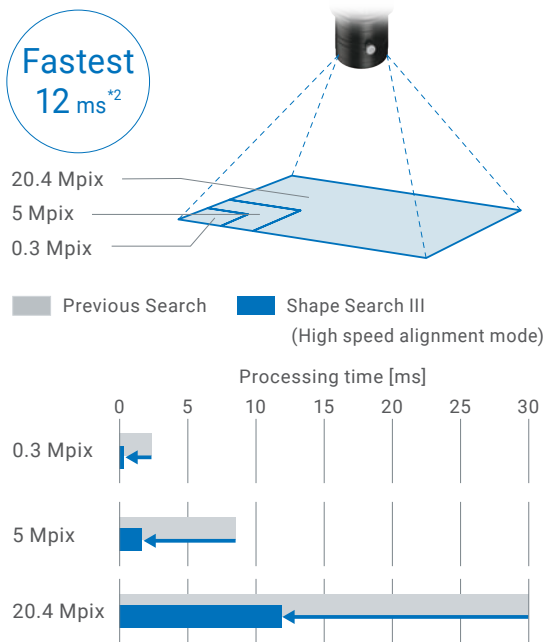 Fastest
12 ms*2
20.4 Mpix
5 Mpix
0.3 Mpix
Previous Search Shape Search III
(High speed alignment mode)
Processing time [ms]
0 5 10 15 20 25 30
0.3 Mpix
5 Mpix
20.4 Mpix